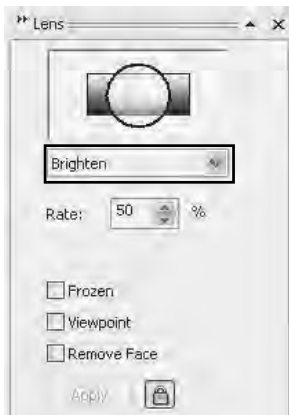 Lens
Brighten
Rate: 50 %
Frozen
Viewpoint
Remove Face
Apply